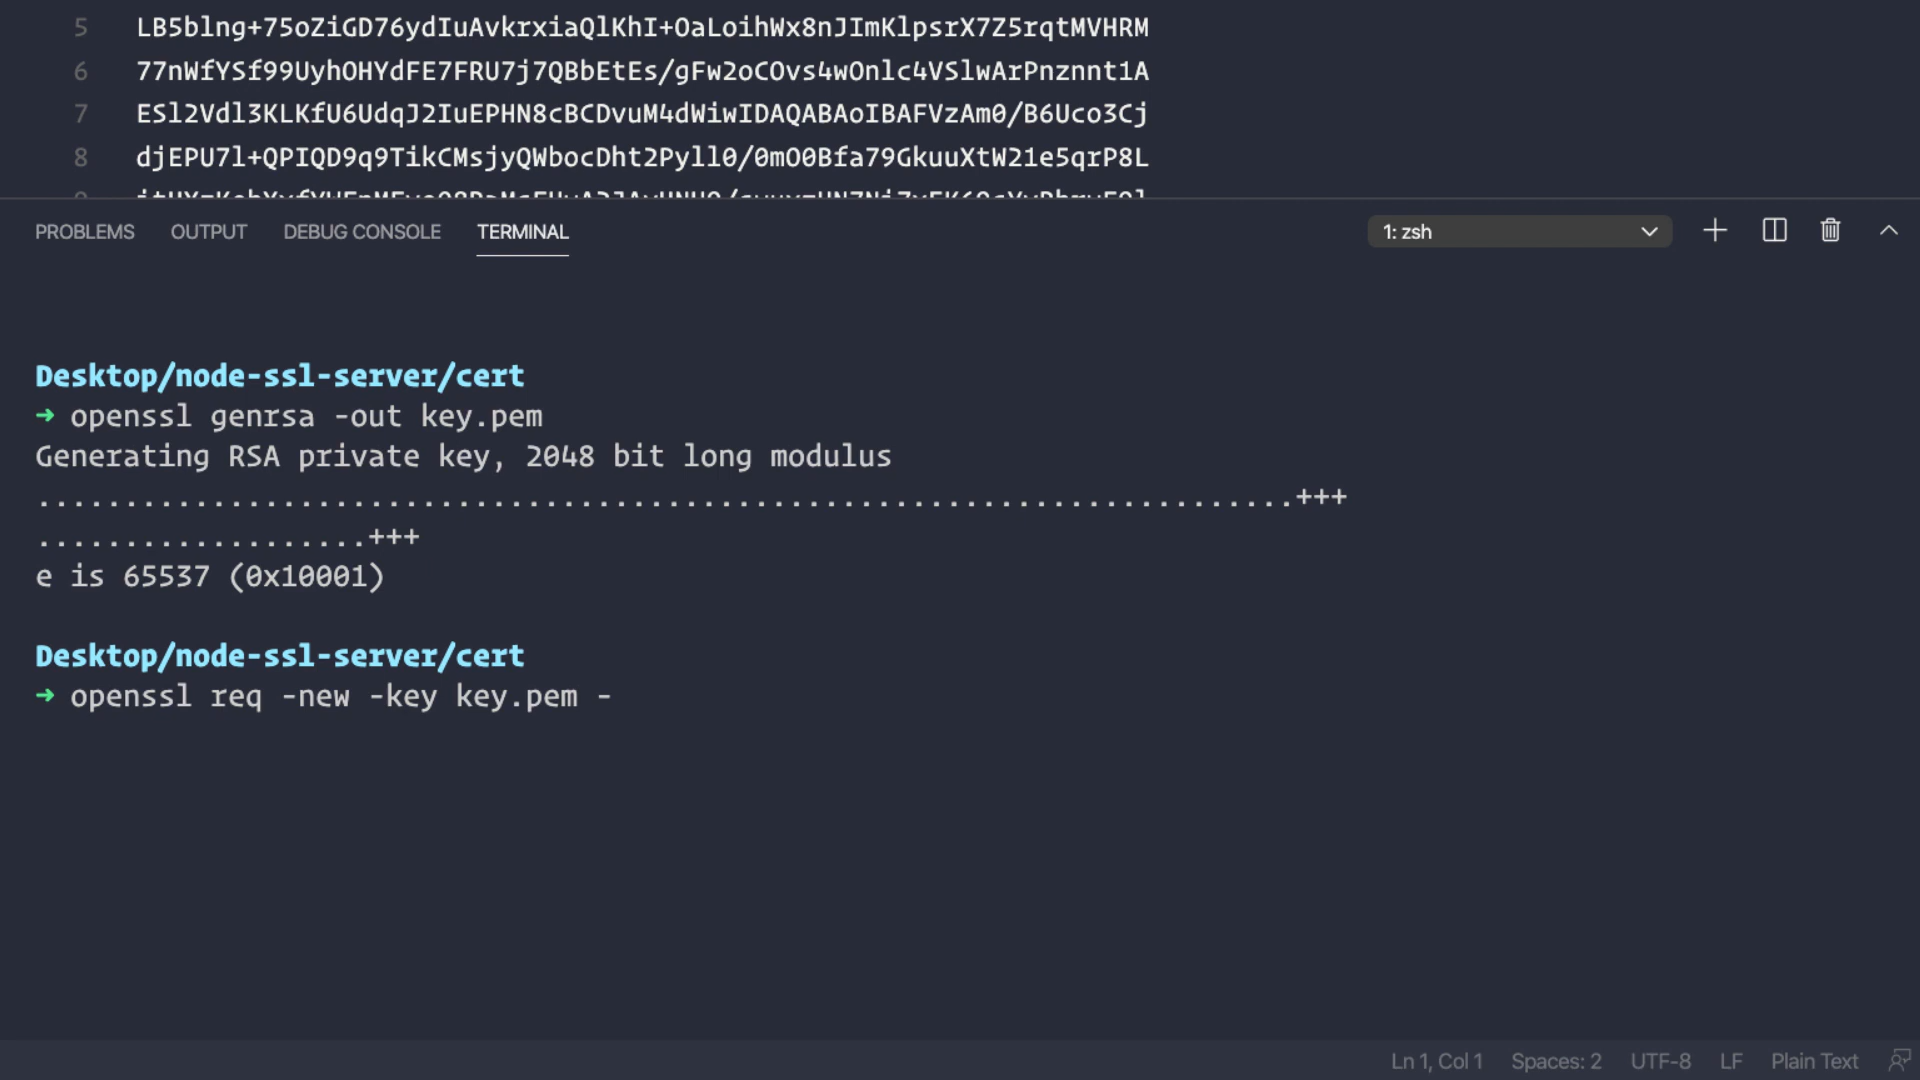 5 LB5blng+75oZiGD76ydIuAvkrxiaQlKhI+OaLoihWx8nJImKlpsrX7Z5rqtMVHRM
6 77nWfYSf99UyhOHYdFE7FRU7j7QBbEtEs/gFw2oCOvs4wOnlc4VSlwArPnznnt1A
7 ESl2Vdl3KLKfU6UdqJ2IuEPHN8cBCDvuM4dWiwIDAQABAoIBAFVzAm0/B6Uco3Cj
8 djEPU7l+QPIQD9q9TikCMsjyQWbocDht2Pyll0/0mO0Bfa79GkuuXtW21e5qrP8L
PROBLEMS OUTPUT DEBUG CONSOLE TERMINAL 1: zsh
Desktop/node-ssl-server/cert
➜ openssl genrsa -out key.pem
Generating RSA private key, 2048 bit long modulus
........................................................................+++
...................+++
e is 65537 (0x10001)
Desktop/node-ssl-server/cert
➜ openssl req -new -key key.pem -
Ln 1, Col 1 Spaces: 2 UTF-8 LF Plain Text